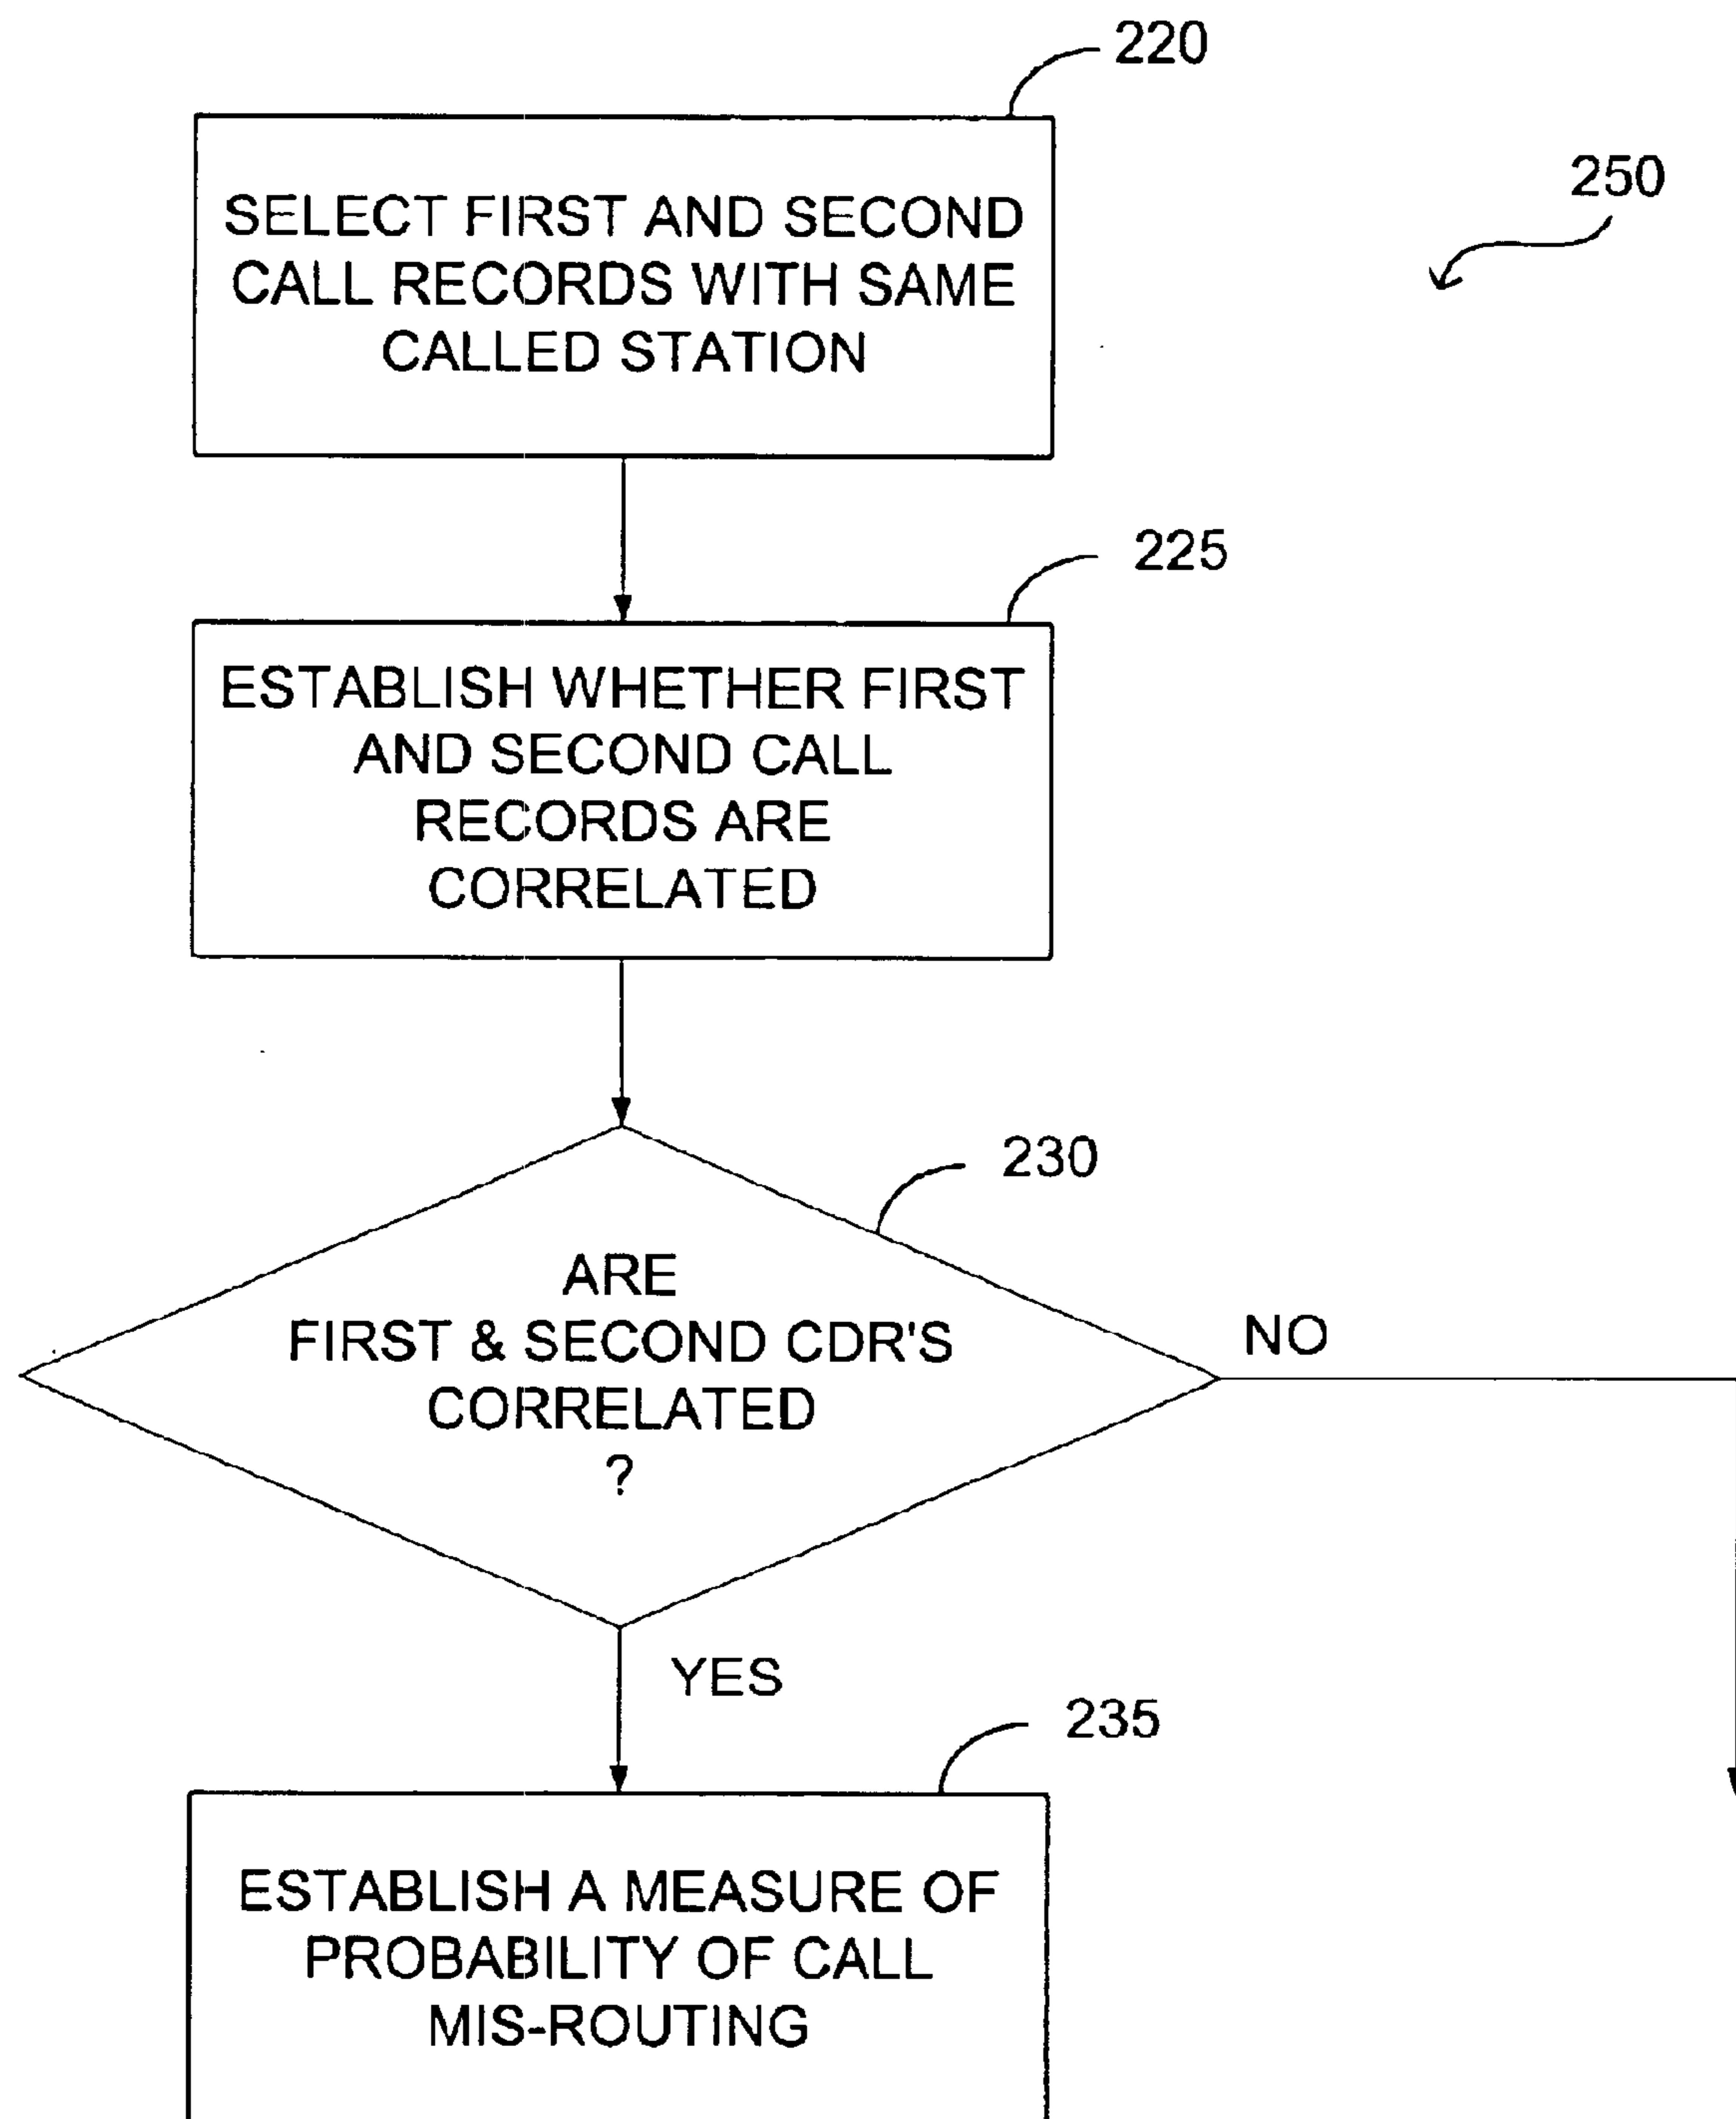 220
250
SELECT FIRST AND SECOND
CALL RECORDS WITH SAME
CALLED STATION
225
ESTABLISH WHETHER FIRST
AND SECOND CALL
RECORDS ARE
CORRELATED
230
ARE
FIRST & SECOND CDR'S
CORRELATED
?
NO
YES
235
ESTABLISH A MEASURE OF
PROBABILITY OF CALL
MIS-ROUTING